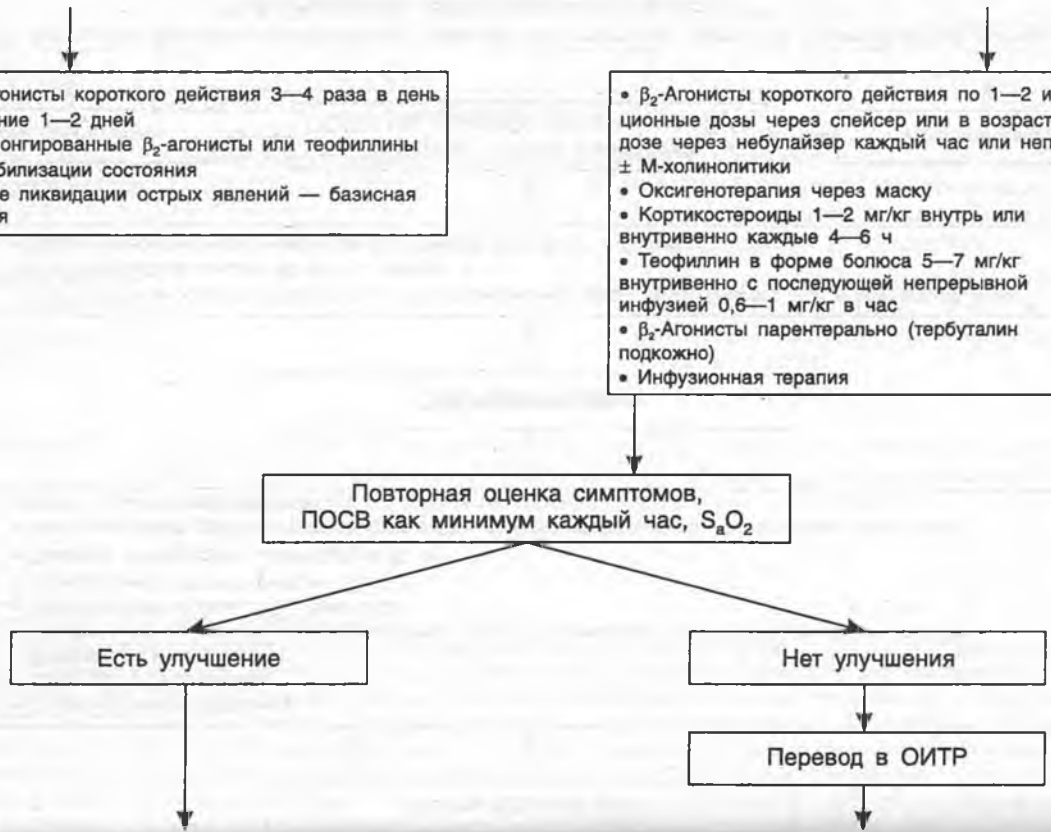 гонисты короткого действия 3—4 раза в день
ние 1—2 дней
онгированные β₂-агонисты или теофиллины
билизации состояния
е ликвидации острых явлений — базисная
я
• β₂-Агонисты короткого действия по 1—2 и
ционные дозы через спейсер или в возраст
дозе через небулайзер каждый час или неп
± М-холинолитики
• Оксигенотерапия через маску
• Кортикостероиды 1—2 мг/кг внутрь или
внутривенно каждые 4—6 ч
• Теофиллин в форме болюса 5—7 мг/кг
внутривенно с последующей непрерывной
инфузией 0,6—1 мг/кг в час
• β₂-Агонисты парентерально (тербуталин
подкожно)
• Инфузионная терапия
Повторная оценка симптомов,
ПОСВ как минимум каждый час, SₐO₂
Есть улучшение
Нет улучшения
Перевод в ОИТР